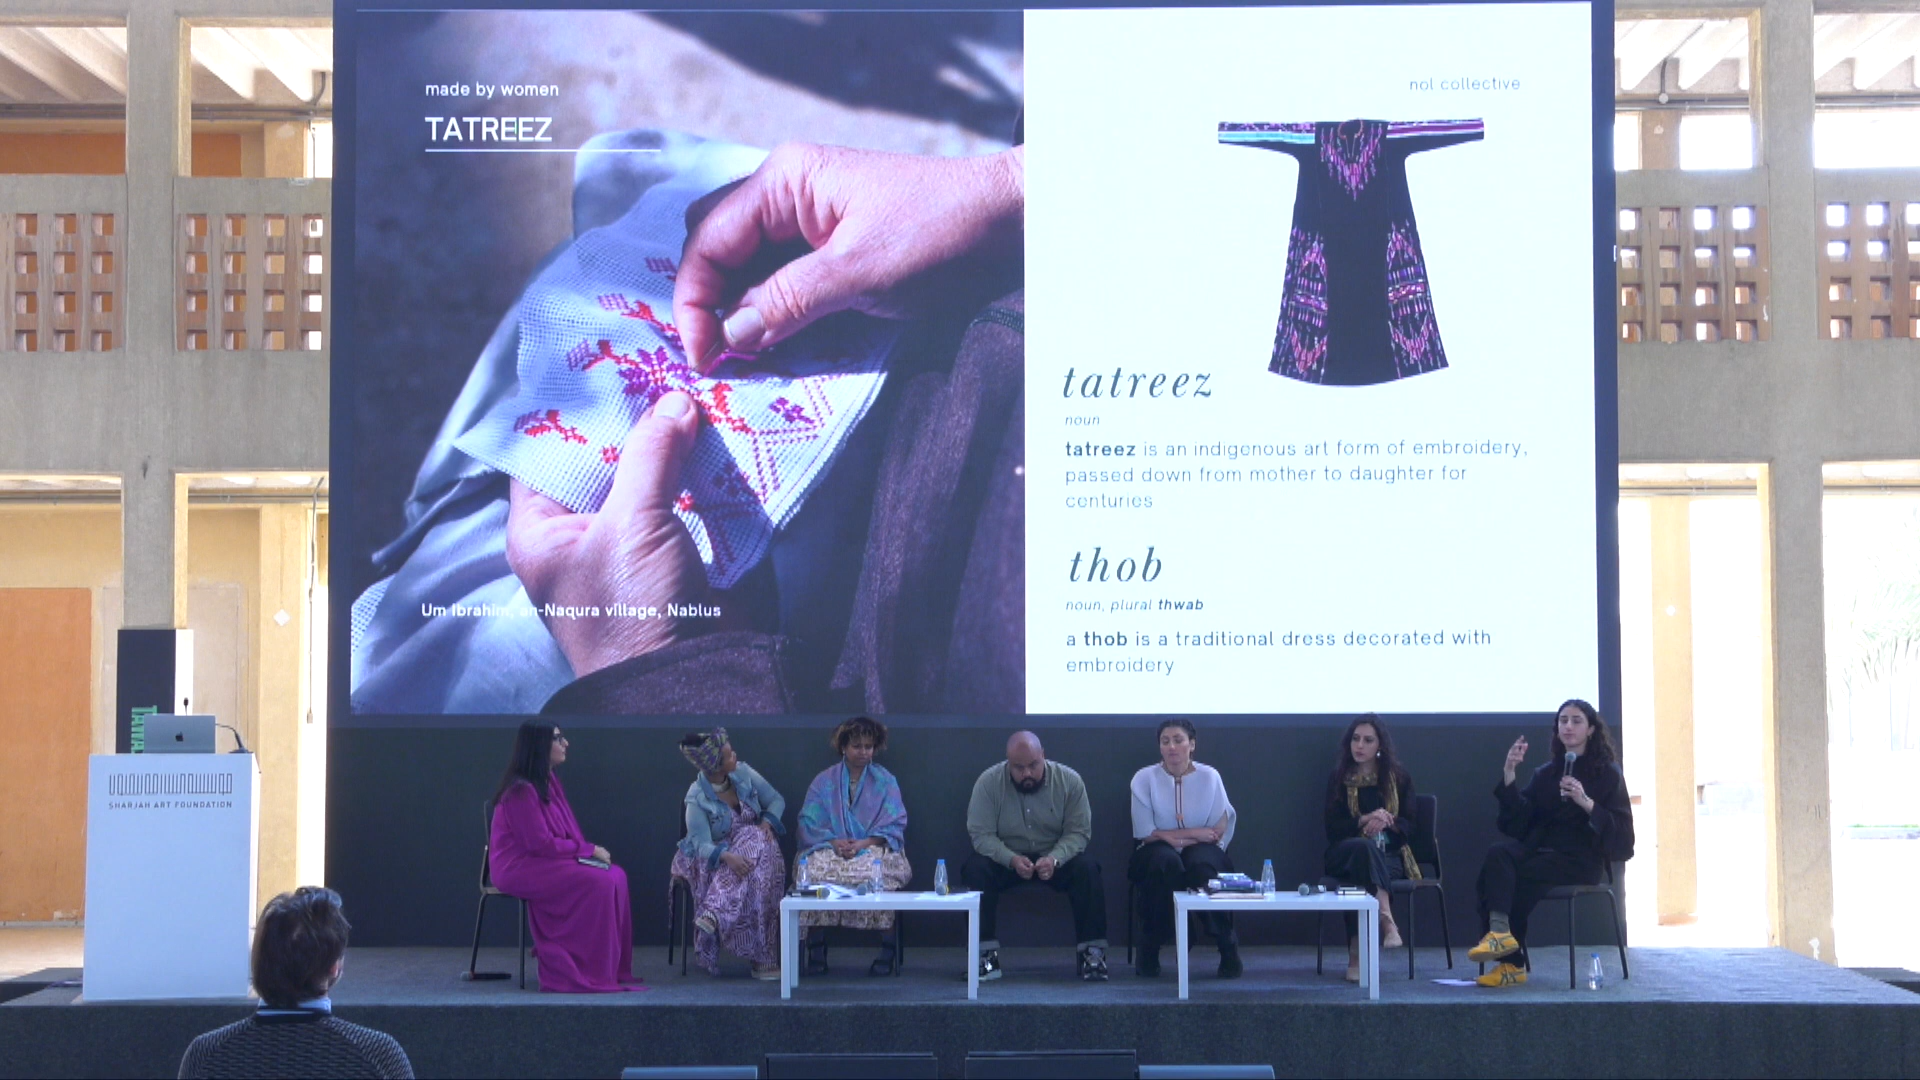 made by women
TATREEZ
Um Ibrahim, an-Naqura village, Nablus
nol collective
tatreez
noun
tatreez is an indigenous art form of embroidery,
passed down from mother to daughter for
centuries
thob
noun, plural thwab
a thob is a traditional dress decorated with
embroidery
SHARJAH ART FOUNDATION